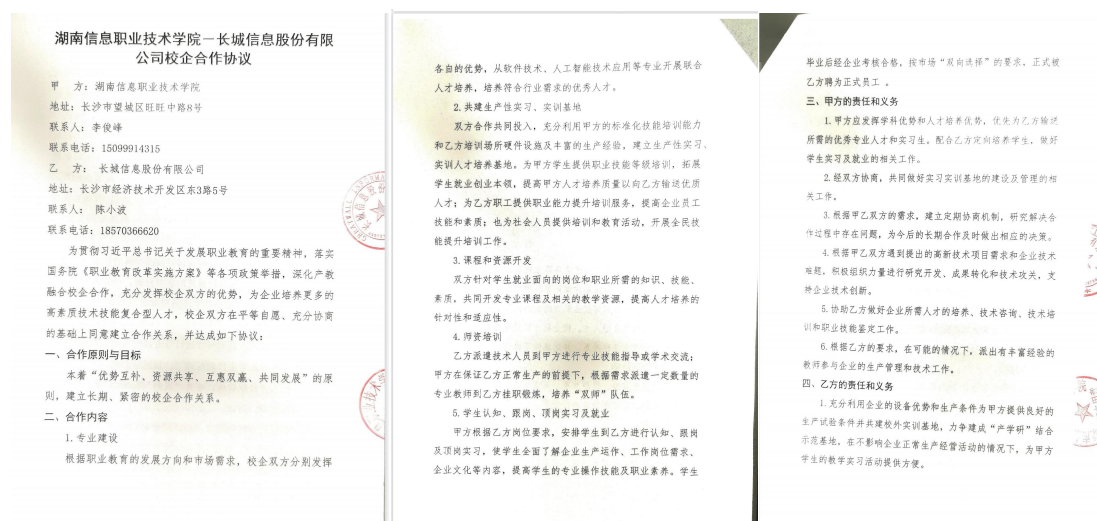 湖南信息职业技术学院－长城信息股份有限
公司校企合作协议
甲 方：湖南信息职业技术学院
地址：长沙市望城区旺旺中路8号
联系人：李俊峰
联系电话：15099914315
乙 方： 长城信息股份有限公司
地址：长沙市经济技术开发区东3路5号
联系人： 陈小波
联系电话：18570366620
为贯彻习近平总书记关于发展职业教育的重要精神，落实
国务院《职业教育改革实施方案》等各项政策举措，深化产教
融合校企合作，充分发挥校企双方的优势，为企业培养更多的
高素质技术技能复合型人才，校企双方在平等自愿、充分协商
的基础上同意建立合作关系，并达成如下协议：
一、合作原则与目标
本着“优势互补、资源共享、互惠双赢、共同发展”的原
则，建立长期、紧密的校企合作关系。
二、合作内容
1.专业建设
根据职业教育的发展方向和市场需求，校企双方分别发挥
各自的优势，从软件技术、人工智能技术应用等专业开展联合
人才培养，培养符合行业需求的优秀人才。
2.共建生产性实习、实训基地
双方合作共同投入，充分利用甲方的标准化技能培训能力
和乙方培训场所硬件设施及丰富的生产经验，建立生产性实习、
实训人才培养基地。为甲方学生提供职业技能等级培训，拓展
学生就业创业本领，提高甲方人才培养质量以向乙方输送优质
人才；为乙方职工提供职业能力提升培训服务，提高企业员工
技能和素质；也为社会人员提供培训和教育活动，开展全民技
能提升培训工作。
3.课程和资源开发
双方针对学生就业面向的岗位和职业所需的知识、技能、
素质，共同开发专业课程及相关的教学资源，提高人才培养的
针对性和适应性。
4.师资培训
乙方派遣技术人员到甲方进行专业技能指导或学术交流；
甲方在保证乙方正常生产的前提下，根据需求派遣一定数量的
专业教师到乙方挂职锻炼，培养“双师”队伍。
5.学生认知、跟岗、顶岗实习及就业
甲方根据乙方岗位要求，安排学生到乙方进行认知、跟岗
及顶岗实习，使学生全面了解企业生产运作、工作岗位需求、
企业文化等内容，提高学生的专业操作技能及职业素养。学生
毕业后经企业考核合格，按市场“双向选择”的要求，正式被
乙方聘为正式员工 。
三、甲方的责任和义务
1.甲方应发挥学科优势和人才培养优势，优先为乙方输送
所需的优秀专业人才和实习生。配合乙方定向培养学生，做好
学生实习及就业的相关工作。
2.经双方协商，共同做好实习实训基地的建设及管理的相
关工作。
3.根据甲乙双方的需求，建立定期协商机制，研究解决合
作过程中存在问题，为今后的长期合作及时做出相应的决策。
4.根据甲乙双方通到提出的高新技术项目需求和企业技术
难题，积极组织力量进行研究开发、成果转化和技术攻关，支
持企业技术创新。
5.协助乙方做好企业所需人才的培养、技术咨询、技术培
训和职业技能鉴定工作。
6.根据乙方的要求，在可能的情况下，派出有丰富经验的
教师参与企业的生产管理和技术工作。
四、乙方的责任和义务
1.充分利用企业的设备优势和生产条件为甲方提供良好的
生产试验条件并共建校外实训基地，力争建成“产学研”结合
示范基地。在不影响企业正常生产经营活动的情况下，为甲方
学生的教学实习活动提供方便。